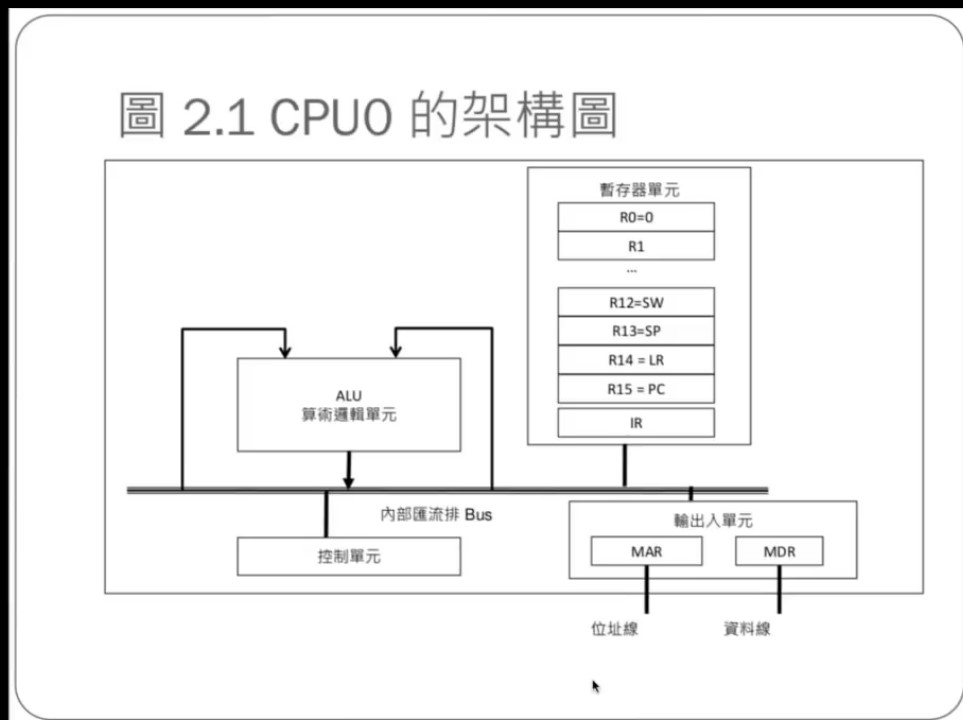 圖 2.1 CPU0 的架構圖
暫存器單元
R0=0
R1
...
R12=SW
R13=SP
R14 = LR
R15 = PC
IR
ALU
算術邏輯單元
內部匯流排 Bus
控制單元
輸出入單元
MAR
MDR
位址線
資料線